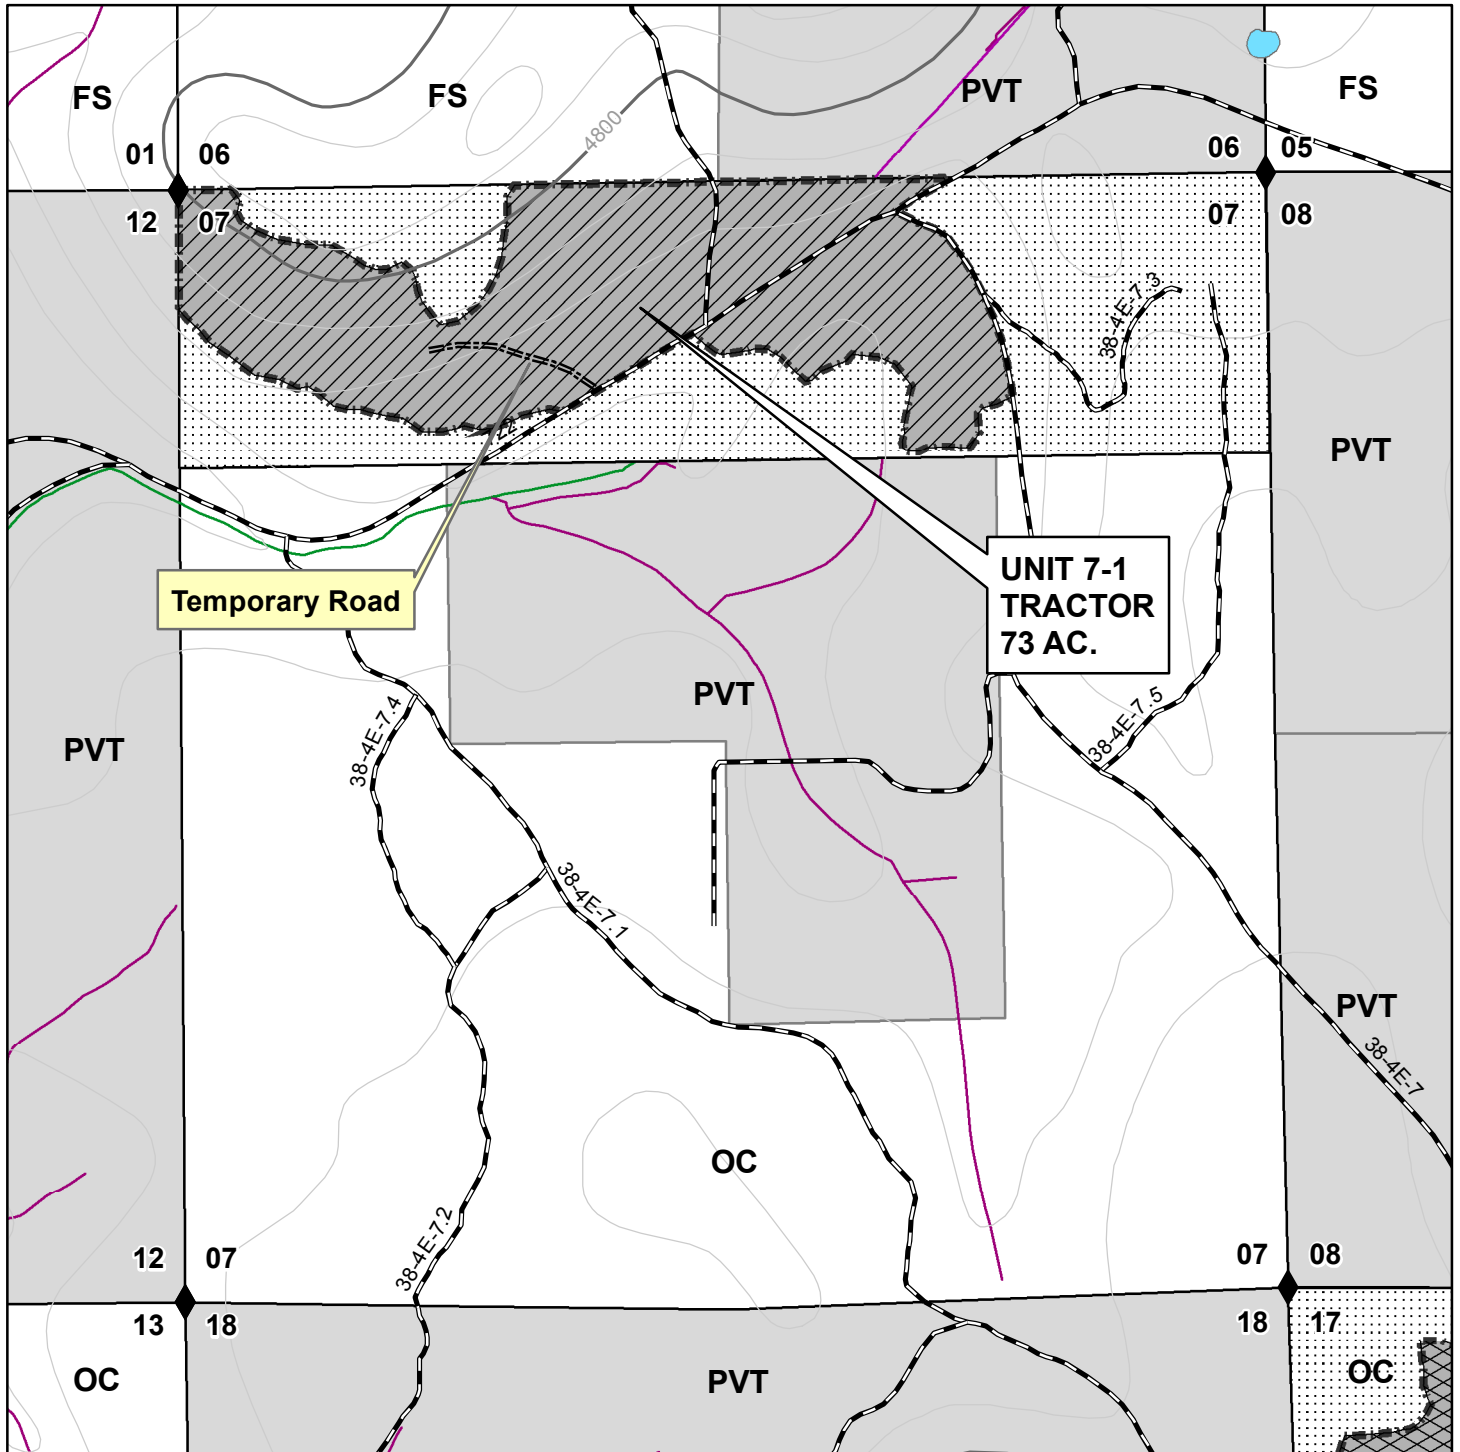 FS
FS
PVT
FS
4800
01
06
06
05
12
07
07
08
38-4E-7.3
22
PVT
UNIT 7-1
TRACTOR
73 AC.
Temporary Road
PVT
PVT
38-4E-7.4
38-4E-7.5
38-4E-7.1
PVT
38-4E-7
OC
38-4E-7.2
12
07
07
08
13
18
18
17
OC
PVT
OC